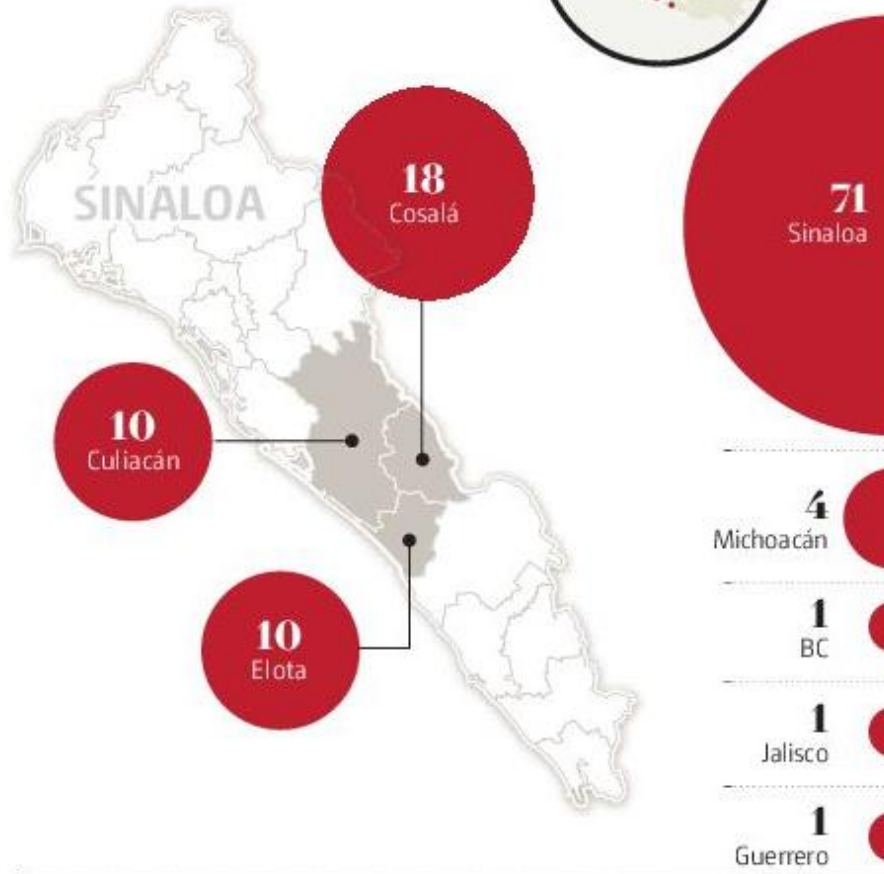 SINALOA
18
Cosalá
10
Culiacán
10
Elota
71
Sinaloa
4
Michoacán
1
BC
1
Jalisco
1
Guerrero